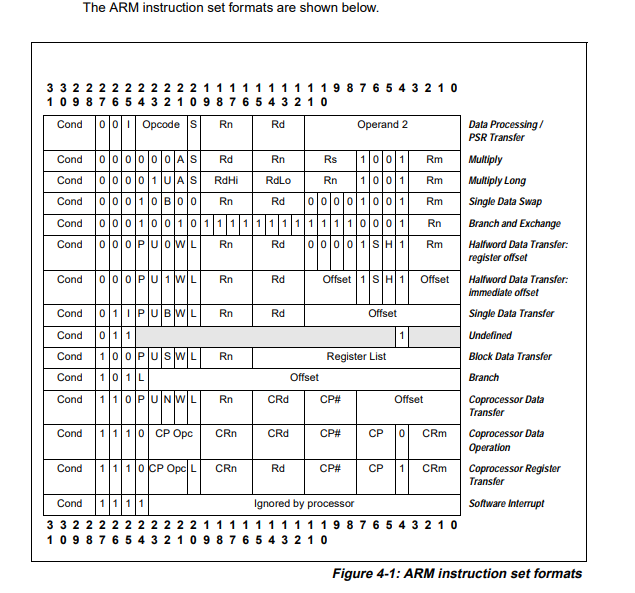 The ARM instruction set formats are shown below.
3 3 2 2 2 2 2 2 2 2 2 2 1 1 1 1 1 1 1 1 1 1 9 8 7 6 5 4 3 2 1 0
1 0 9 8 7 6 5 4 3 2 1 0 9 8 7 6 5 4 3 2 1 0
Cond 0 0 I Opcode S Rn Rd Operand 2 Data Processing /
PSR Transfer
Cond 0 0 0 0 0 0 A S Rd Rn Rs 1 0 0 1 Rm Multiply
Cond 0 0 0 0 1 U A S RdHi RdLo Rn 1 0 0 1 Rm Multiply Long
Cond 0 0 0 1 0 B 0 0 Rn Rd 0 0 0 0 1 0 0 1 Rm Single Data Swap
Cond 0 0 0 1 0 0 1 0 1 1 1 1 1 1 1 1 1 1 1 1 0 0 0 1 Rn Branch and Exchange
Cond 0 0 0 P U 0 W L Rn Rd 0 0 0 0 1 S H 1 Rm Halfword Data Transfer:
register offset
Cond 0 0 0 P U 1 W L Rn Rd Offset 1 S H 1 Offset Halfword Data Transfer:
immediate offset
Cond 0 1 I P U B W L Rn Rd Offset Single Data Transfer
Cond 0 1 1 1 Undefined
Cond 1 0 0 P U S W L Rn Register List Block Data Transfer
Cond 1 0 1 L Offset Branch
Cond 1 1 0 P U N W L Rn CRd CP# Offset Coprocessor Data
Transfer
Cond 1 1 1 0 CP Opc CRn CRd CP# CP 0 CRm Coprocessor Data
Operation
Cond 1 1 1 0 CP Opc L CRn Rd CP# CP 1 CRm Coprocessor Register
Transfer
Cond 1 1 1 1 Ignored by processor Software Interrupt
3 3 2 2 2 2 2 2 2 2 2 2 1 1 1 1 1 1 1 1 1 1 9 8 7 6 5 4 3 2 1 0
1 0 9 8 7 6 5 4 3 2 1 0 9 8 7 6 5 4 3 2 1 0
Figure 4-1: ARM instruction set formats